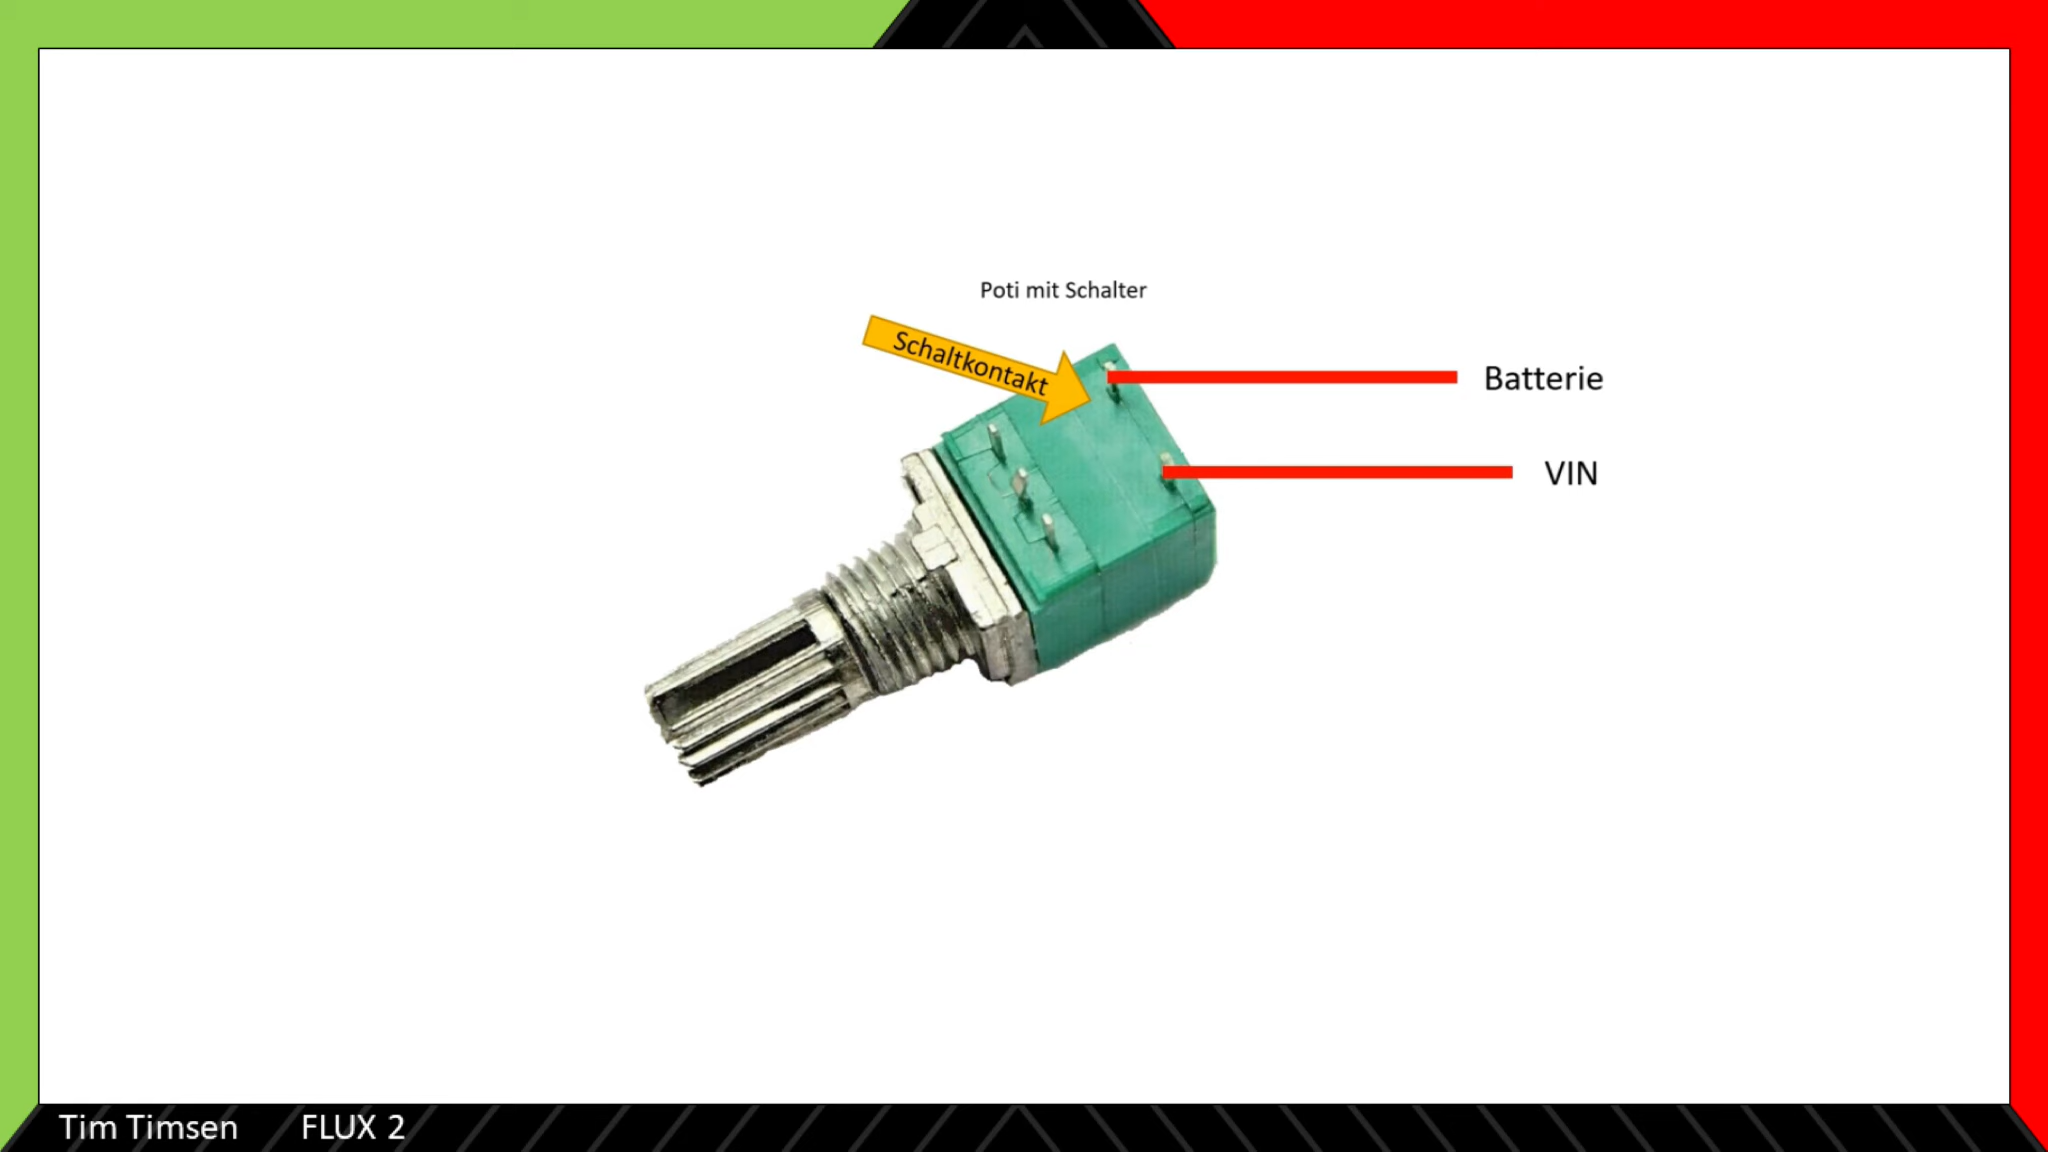 Poti mit Schalter
Schaltkontakt
Batterie
VIN
Tim Timsen FLUX 2